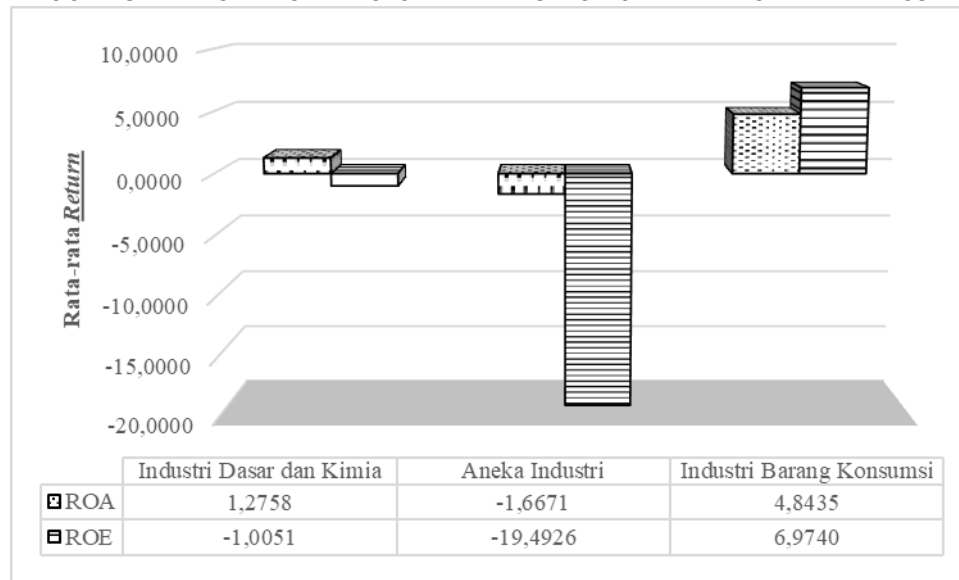 10,0000
5,0000
0,0000
-5,0000
-10,0000
-15,0000
-20,0000
Rata-rata Return
Industri Dasar dan Kimia Aneka Industri Industri Barang Konsumsi
ROA 1,2758 -1,6671 4,8435
ROE -1,0051 -19,4926 6,9740